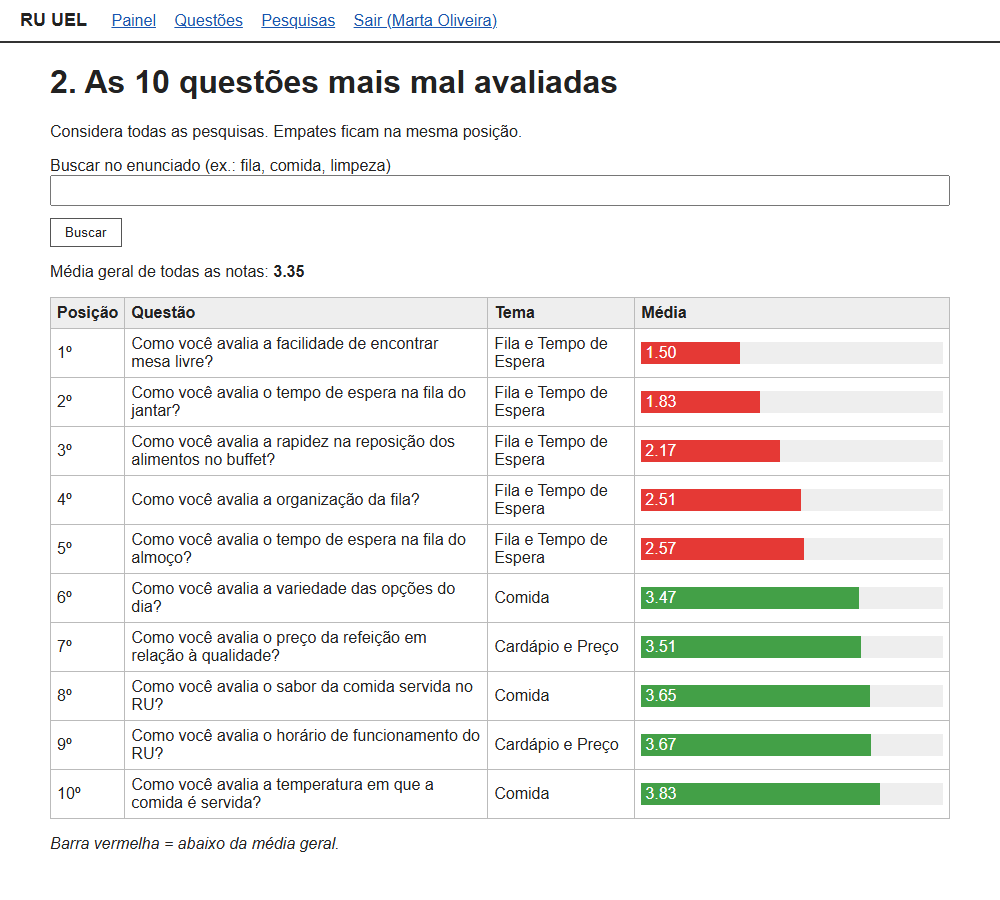 RU UEL Painel Questões Pesquisas Sair (Marta Oliveira)
2. As 10 questões mais mal avaliadas
Considera todas as pesquisas. Empates ficam na mesma posição.
Buscar no enunciado (ex.: fila, comida, limpeza)
Buscar
Média geral de todas as notas: 3.35
Posição Questão Tema Média
1º Como você avalia a facilidade de encontrar mesa livre? Fila e Tempo de Espera 1.50
2º Como você avalia o tempo de espera na fila do jantar? Fila e Tempo de Espera 1.83
3º Como você avalia a rapidez na reposição dos alimentos no buffet? Fila e Tempo de Espera 2.17
4º Como você avalia a organização da fila? Fila e Tempo de Espera 2.51
5º Como você avalia o tempo de espera na fila do almoço? Fila e Tempo de Espera 2.57
6º Como você avalia a variedade das opções do dia? Comida 3.47
7º Como você avalia o preço da refeição em relação à qualidade? Cardápio e Preço 3.51
8º Como você avalia o sabor da comida servida no RU? Comida 3.65
9º Como você avalia o horário de funcionamento do RU? Cardápio e Preço 3.67
10º Como você avalia a temperatura em que a comida é servida? Comida 3.83
Barra vermelha = abaixo da média geral.